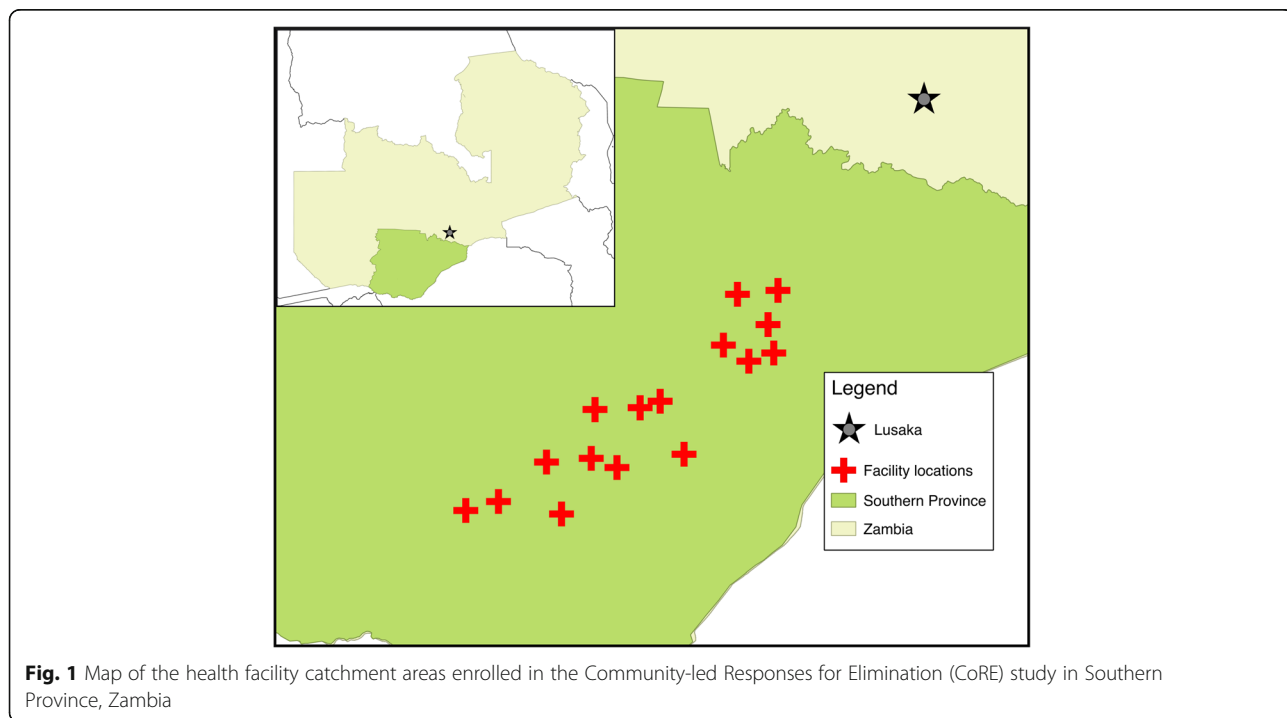 Legend
Lusaka
Facility locations
Southern Province
Zambia
Fig. 1 Map of the health facility catchment areas enrolled in the Community-led Responses for Elimination (CoRE) study in Southern
Province, Zambia